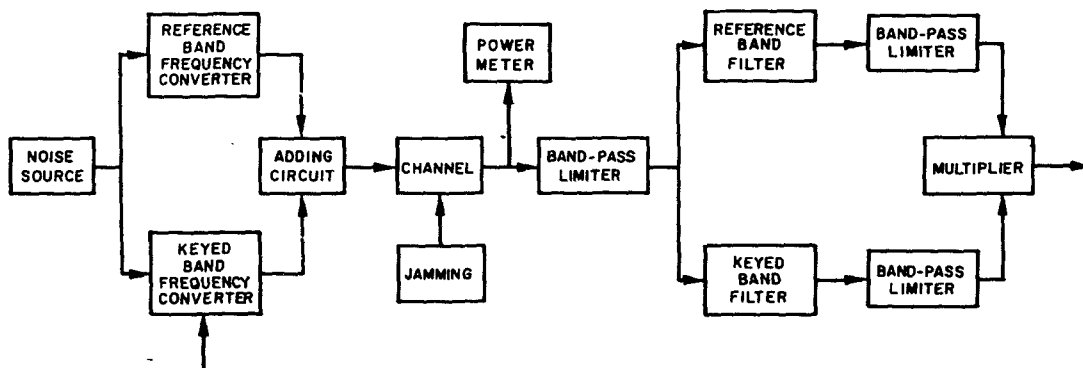 REFERENCE
BAND
FREQUENCY
CONVERTER
POWER
METER
REFERENCE
BAND
FILTER
BAND-PASS
LIMITER
NOISE
SOURCE
ADDING
CIRCUIT
CHANNEL
BAND-PASS
LIMITER
MULTIPLIER
KEYED
BAND
FREQUENCY
CONVERTER
JAMMING
KEYED
BAND
FILTER
BAND-PASS
LIMITER